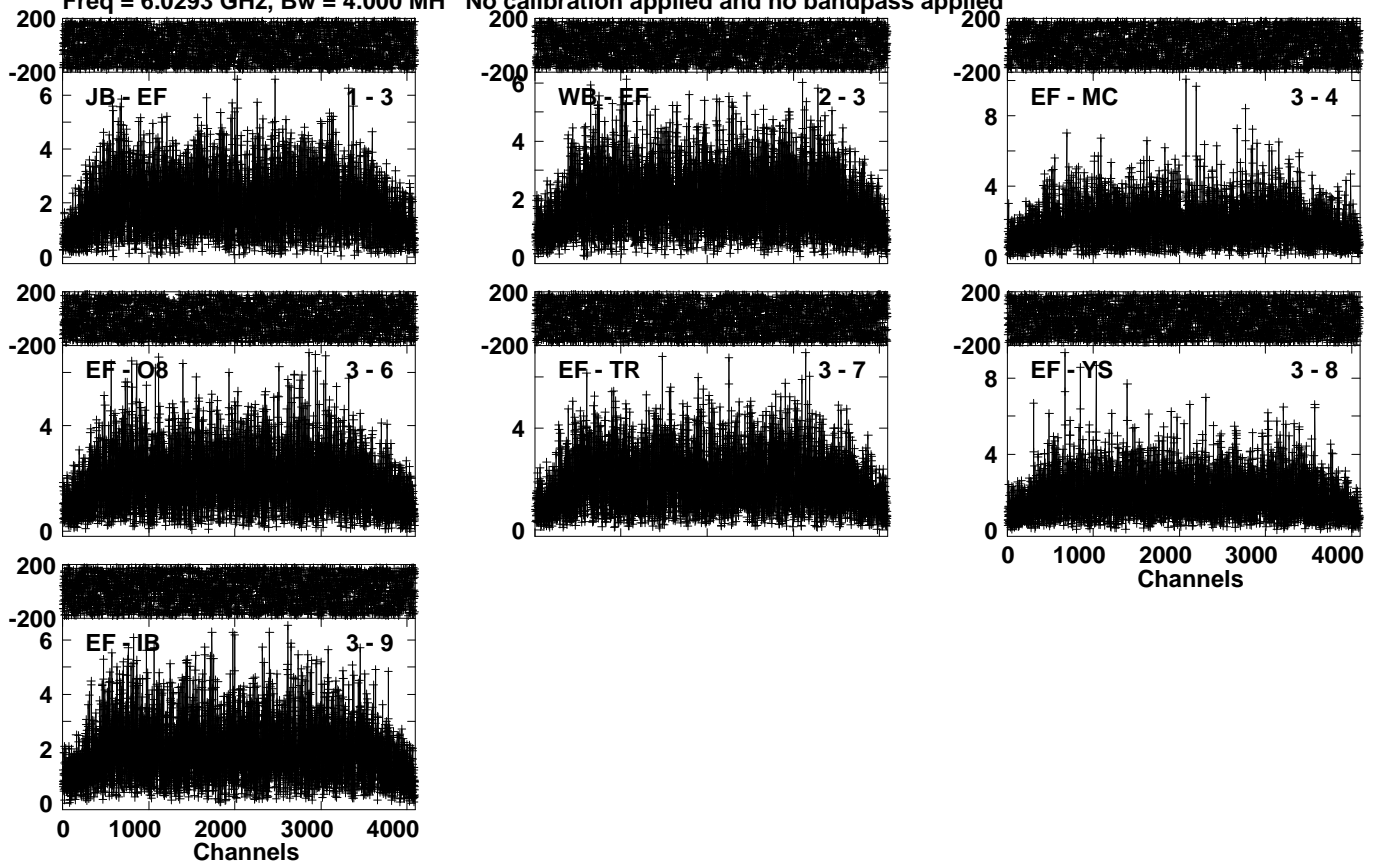 Freq = 6.0293 GHz, Bw = 4.000 MH No calibration applied and no bandpass applied
200 200 200
-200 -200 -200
JB - EF 1 - 3 WB - EF 2 - 3 EF - MC 3 - 4
6 6 8
4 4 4
2 2
0 0 0
200 200 200
-200 -200 -200
EF - O8 3 - 6 EF - TR 3 - 7 EF - YS 3 - 8
4 4 8
4
0 0 0
0 1000 2000 3000 4000
Channels
200
-200
EF - IB 3 - 9
6
4
2
0
0 1000 2000 3000 4000
Channels